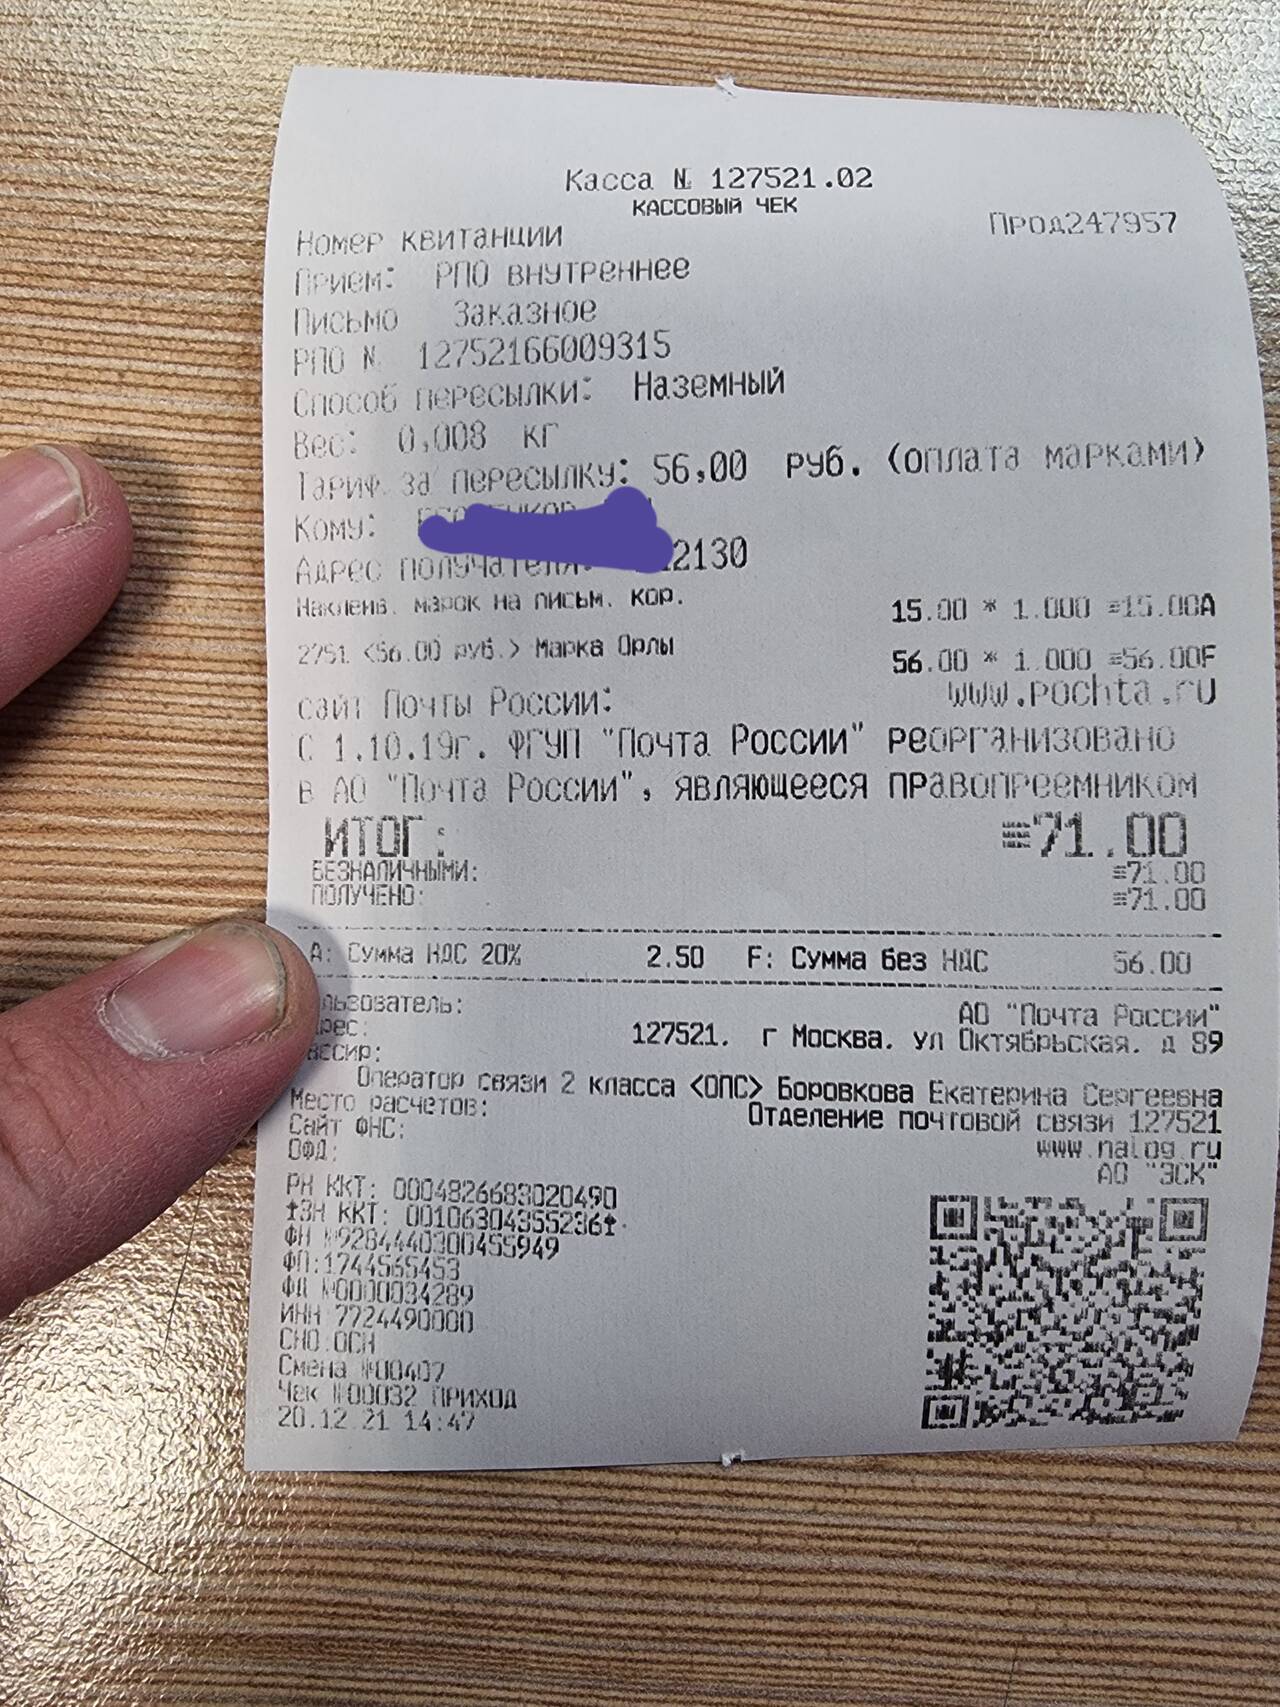 Касса № 127521.02
КАССОВЫЙ ЧЕК
Номер квитанции Прод247957
Прием: РПО внутреннее
Письмо Заказное
РПО № 12752166009315
Способ пересылки: Наземный
Вес: 0,008 кг
Тариф за пересылку: 56,00 руб. (оплата марками)
Кому:
Адрес получателя: 2130
Наклеив. марок на письм. кор. 15.00 * 1.000 ≡15.00А
2751 <56.00 руб.> Марка Орлы 56.00 * 1.000 ≡56.00F
сайт Почты России: www.pochta.ru
С 1.10.19г. ФГУП "Почта России" реорганизовано
в АО "Почта России", являющееся правопреемником
ИТОГ: ≡71.00
БЕЗНАЛИЧНЫМИ: ≡71.00
ПОЛУЧЕНО: ≡71.00
А: Сумма НДС 20% 2.50 F: Сумма без НДС 56.00
льзователь: АО "Почта России"
рес: 127521. г Москва. ул Октябрьская. д 89
ассир:
Оператор связи 2 класса <ОПС> Боровкова Екатерина Сергеевна
Место расчетов: Отделение почтовой связи 127521
Сайт ФНС: www.nalog.ru
ОФД: АО "ЭСК"
РН ККТ: 0004826683020490
ЗН ККТ: 00106304355236
ФН №9284440300455949
ФП:1744565453
ФД №0000034289
ИНН 7724490000
СНО:ОСН
Смена №00407
Чек №00032 ПРИХОД
20.12.21 14:47